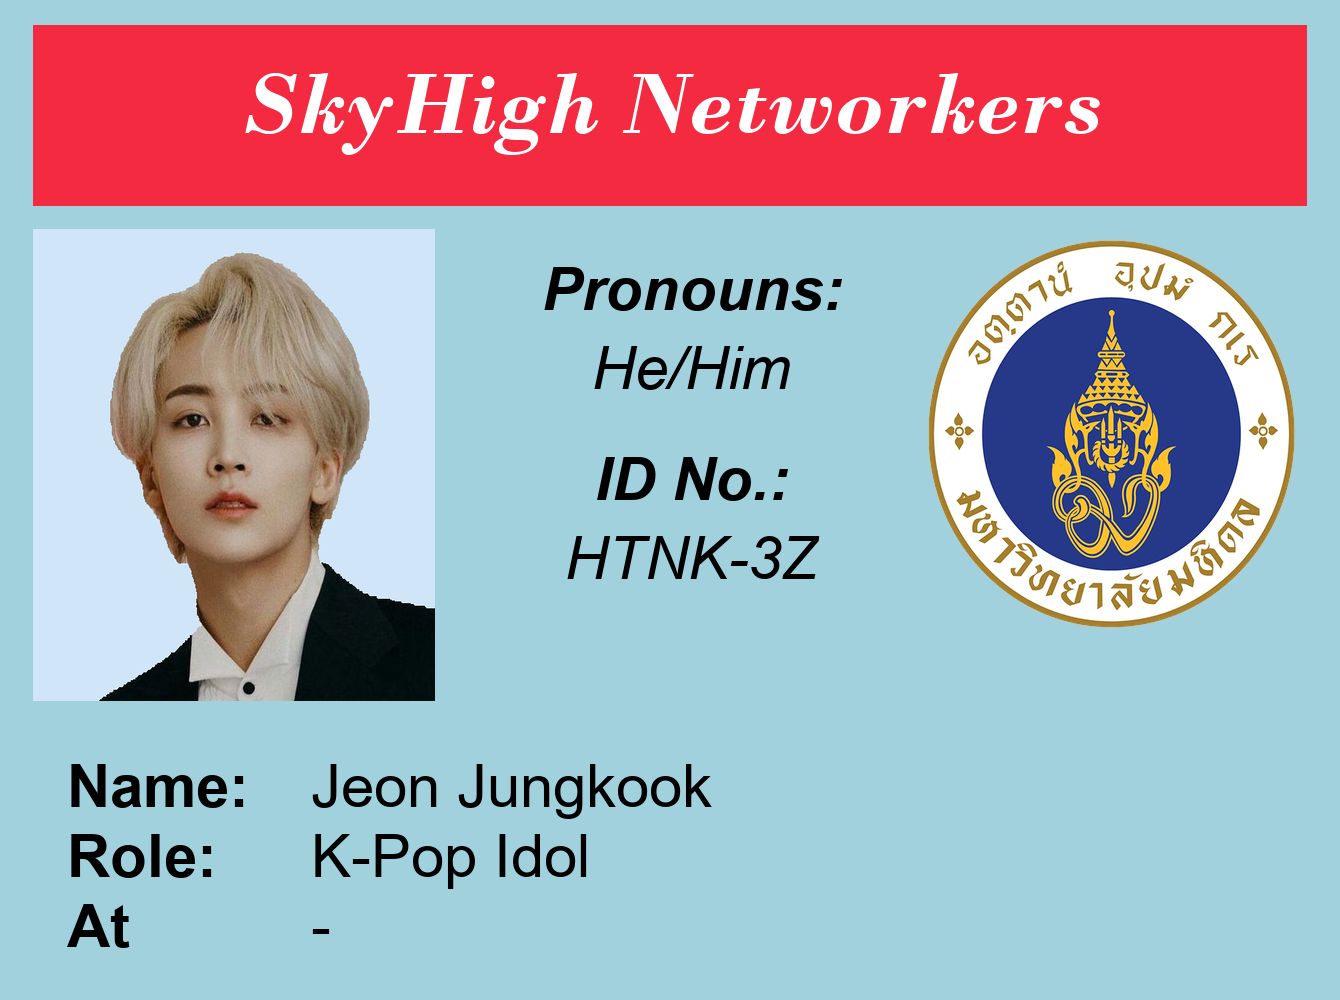 SkyHigh Networkers
Pronouns:
He/Him
ID No.:
HTNK-3Z
อตฺตานํ อุปมํ กเร
มหาวิทยาลัยมหิดล
Name: Jeon Jungkook
Role: K-Pop Idol
At -